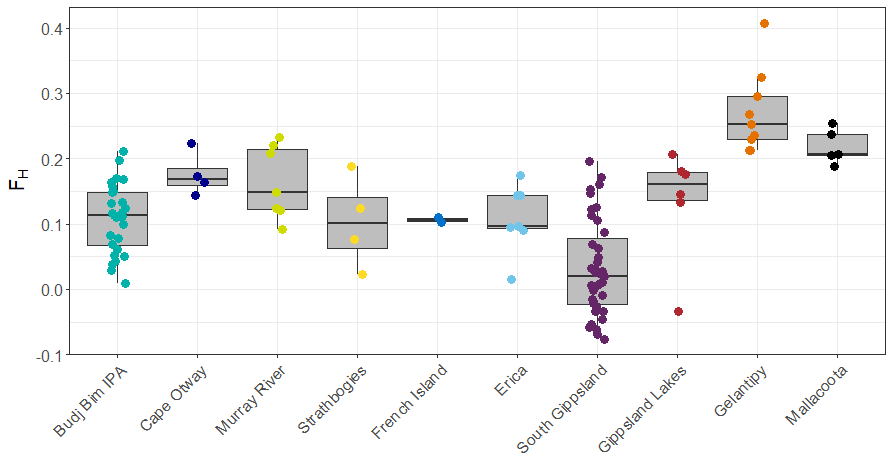 F_H
0.4
0.3
0.2
0.1
0.0
-0.1
Budj Bim IPA
Cape Otway
Murray River
Strathbogies
French Island
Erica
South Gippsland
Gippsland Lakes
Gelantipy
Mallacoota